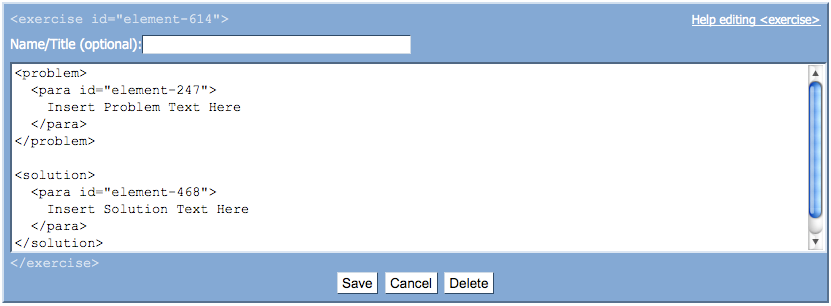 <exercise id="element-614">
Help editing <exercise>
Name/Title (optional):
<problem>
  <para id="element-247">
    Insert Problem Text Here
  </para>
</problem>

<solution>
  <para id="element-468">
    Insert Solution Text Here
  </para>
</solution>
</exercise>
Save Cancel Delete